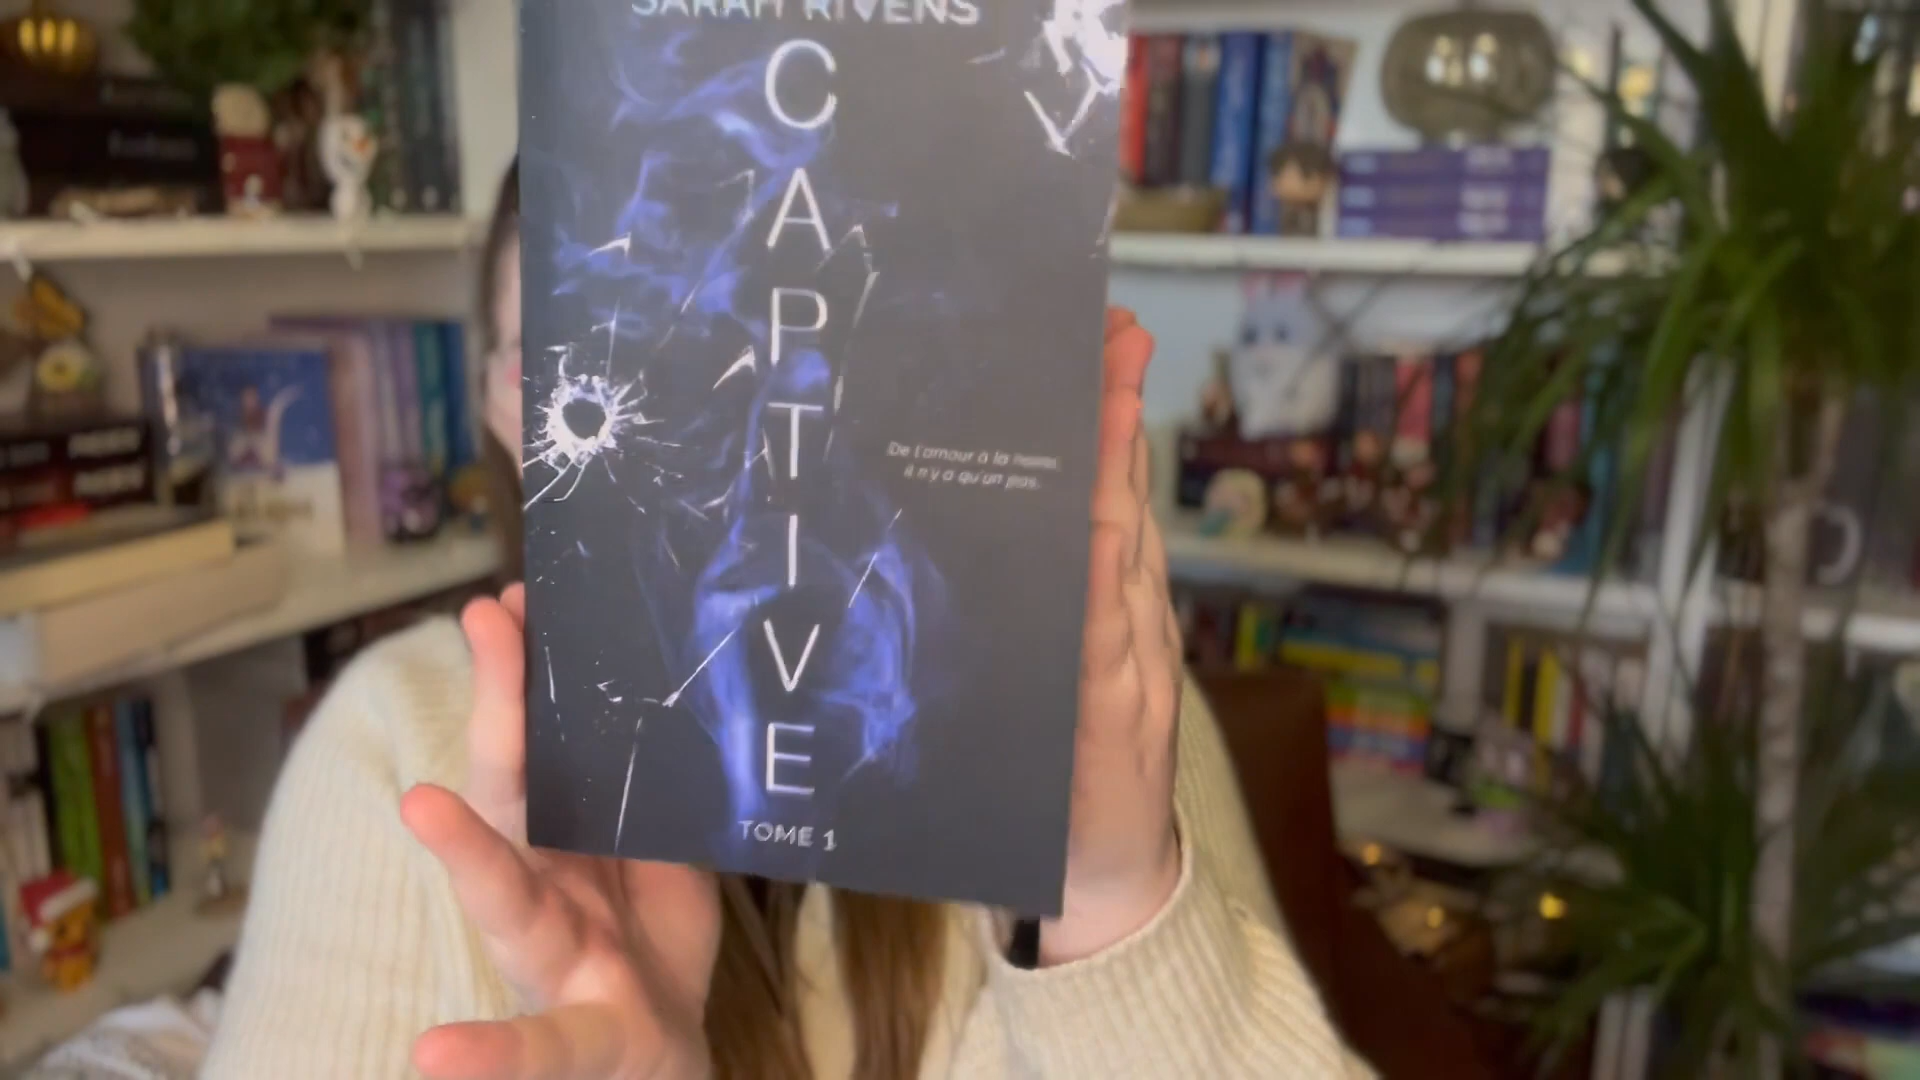 SARAH RIVENS
CAPTIVE
De l'amour à la haine,
il n'y a qu'un pas.
TOME 1